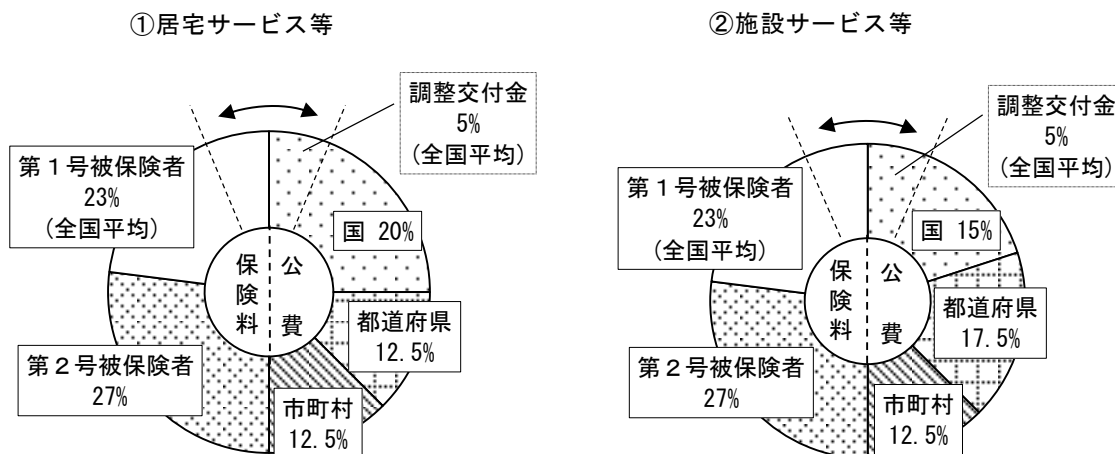 ①居宅サービス等
調整交付金
5%
(全国平均)
第１号被保険者
23%
(全国平均)
国 20%
保険料
公費
都道府県
12.5%
第２号被保険者
27%
市町村
12.5%
②施設サービス等
調整交付金
5%
(全国平均)
第１号被保険者
23%
(全国平均)
国 15%
保険料
公費
都道府県
17.5%
第２号被保険者
27%
市町村
12.5%